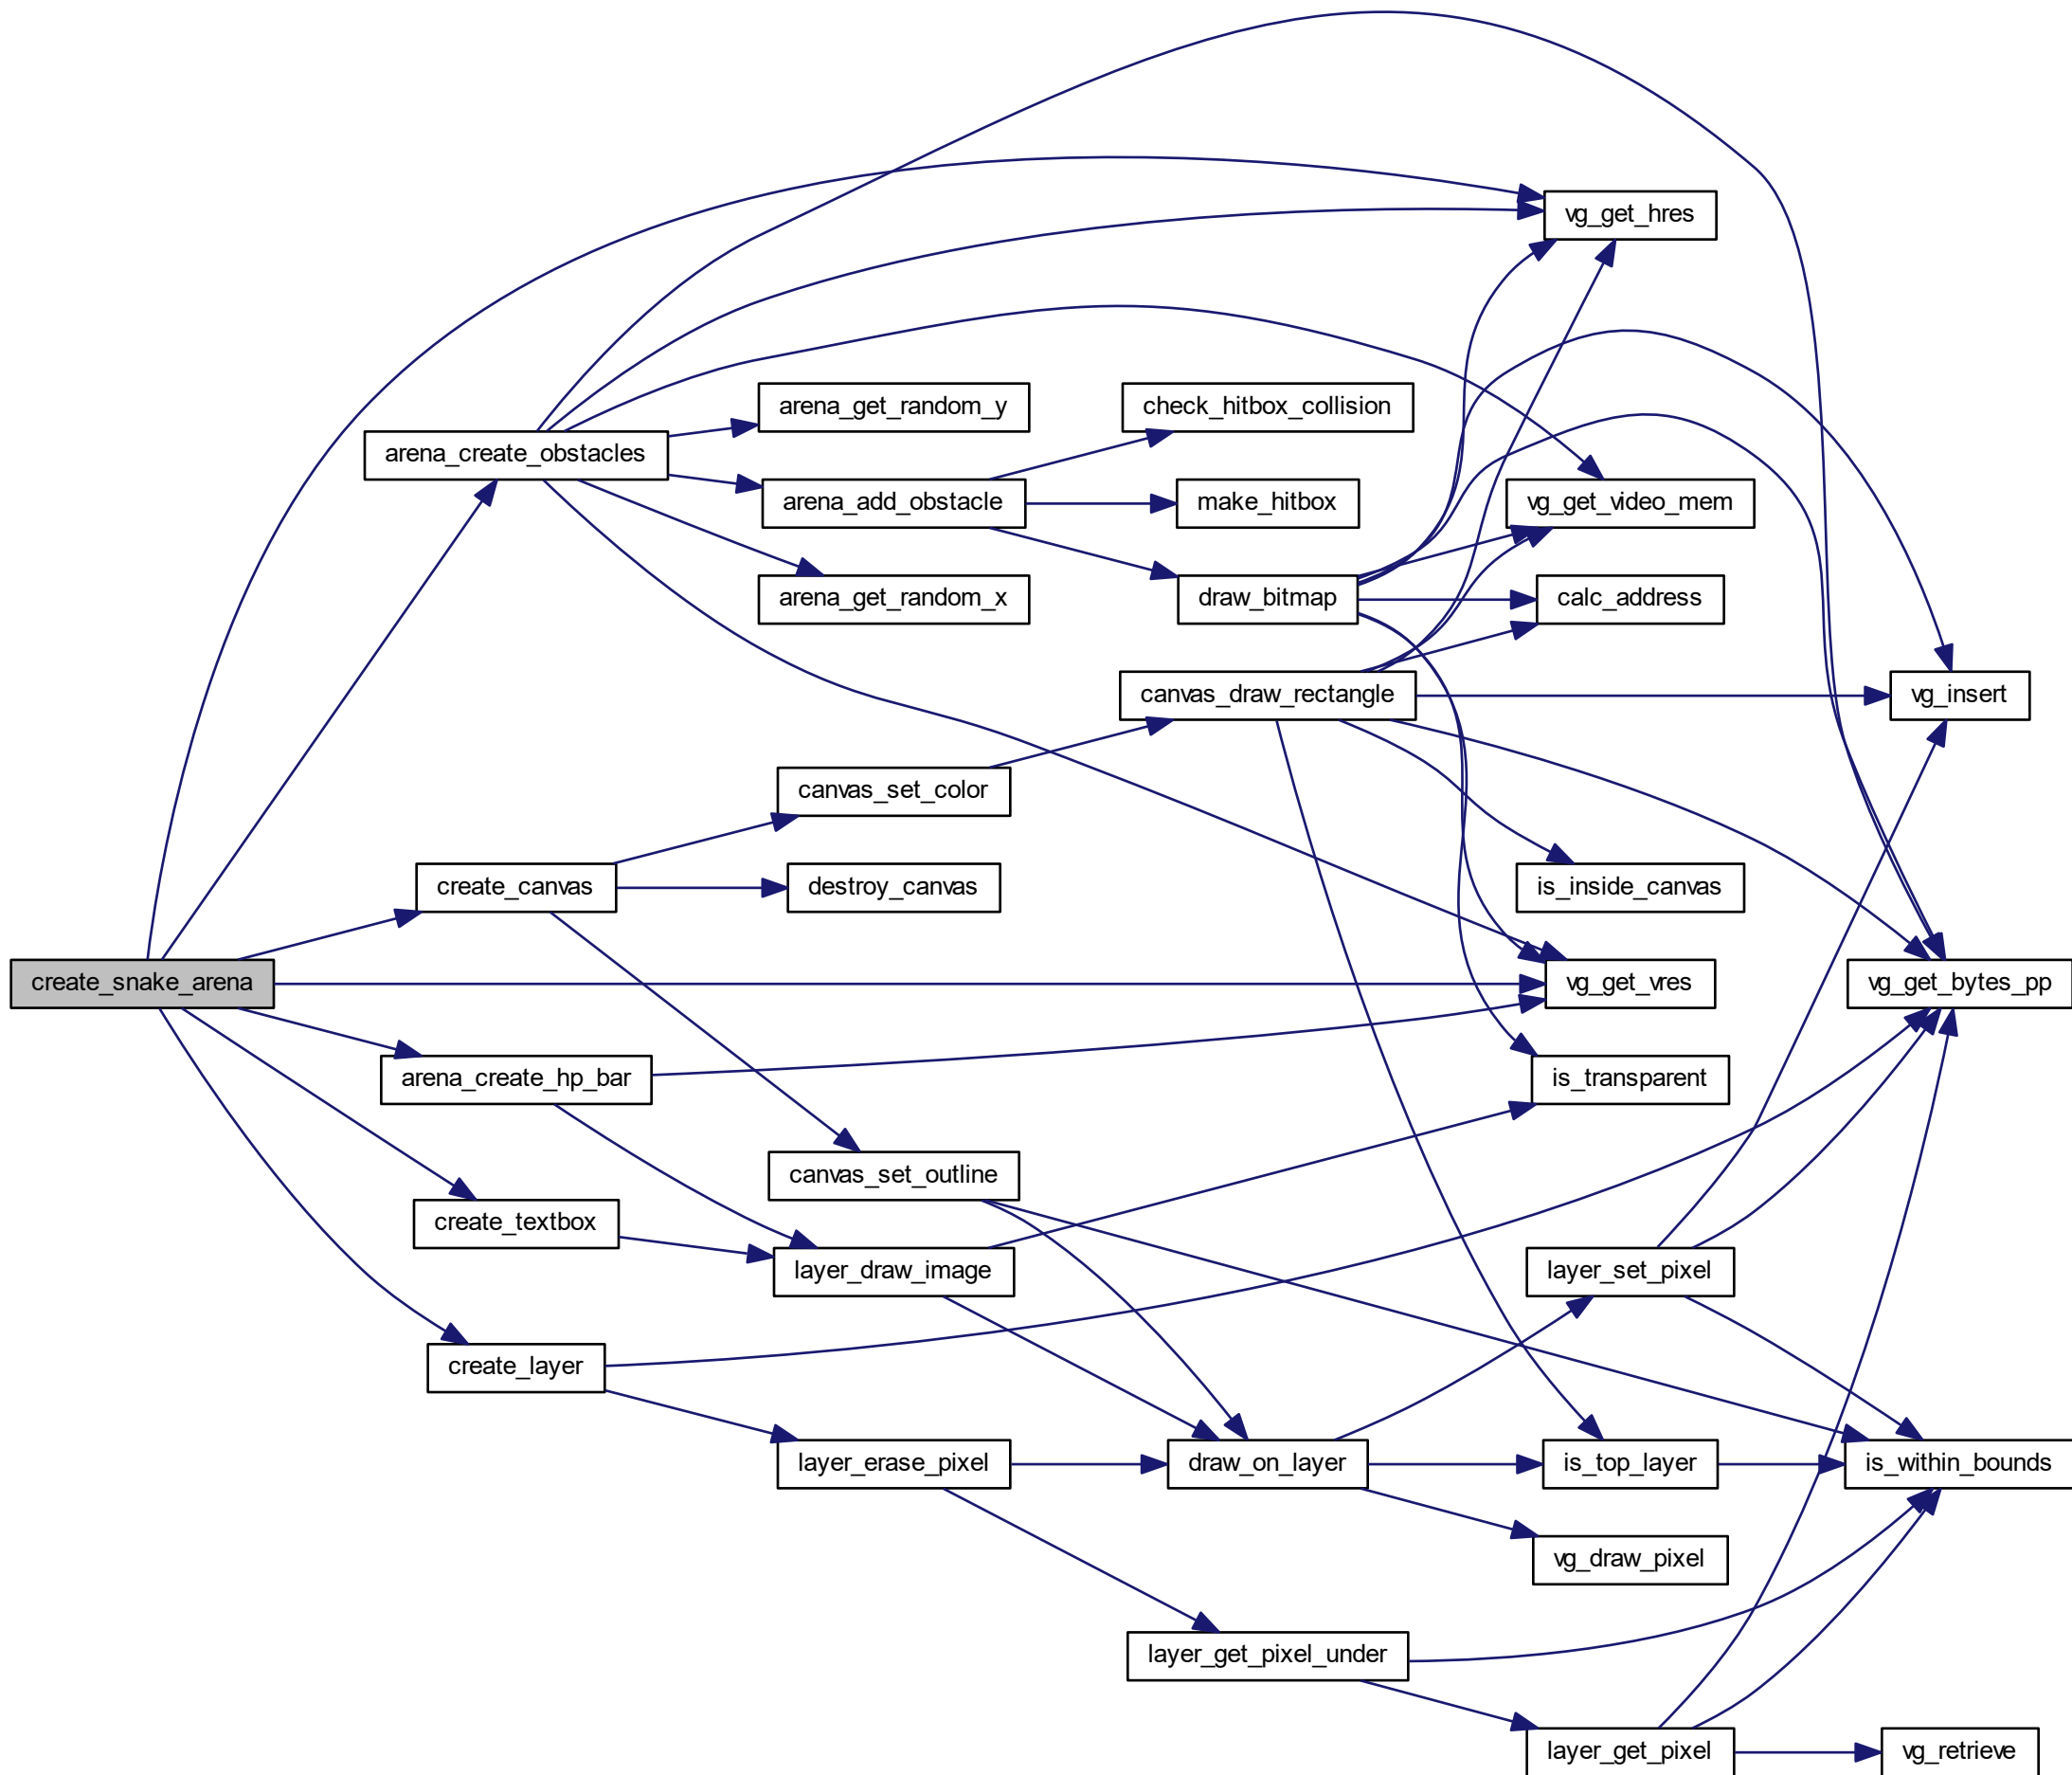 vg_get_hres
arena_get_random_y
check_hitbox_collision
arena_create_obstacles
arena_add_obstacle
make_hitbox
vg_get_video_mem
arena_get_random_x
draw_bitmap
calc_address
canvas_draw_rectangle
vg_insert
canvas_set_color
create_canvas
destroy_canvas
is_inside_canvas
create_snake_arena
vg_get_vres
vg_get_bytes_pp
arena_create_hp_bar
is_transparent
canvas_set_outline
create_textbox
layer_draw_image
layer_set_pixel
create_layer
layer_erase_pixel
draw_on_layer
is_top_layer
is_within_bounds
vg_draw_pixel
layer_get_pixel_under
layer_get_pixel
vg_retrieve